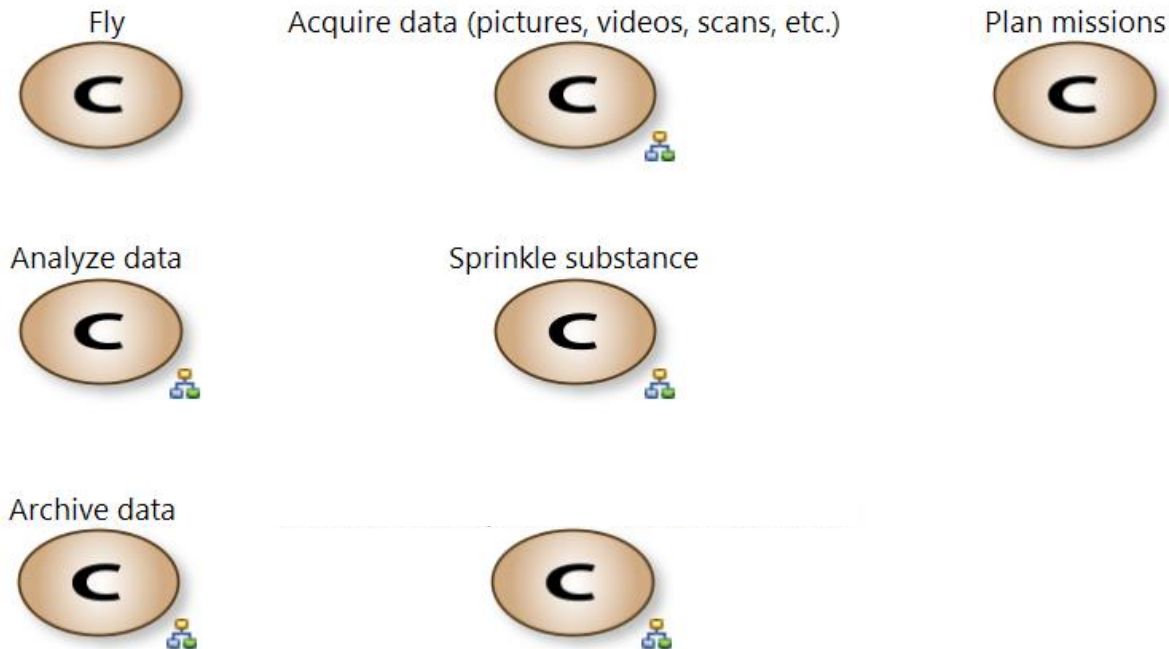 Fly
Acquire data (pictures, videos, scans, etc.)
Plan missions
C
C
C
Analyze data
Sprinkle substance
C
C
Archive data
C
C